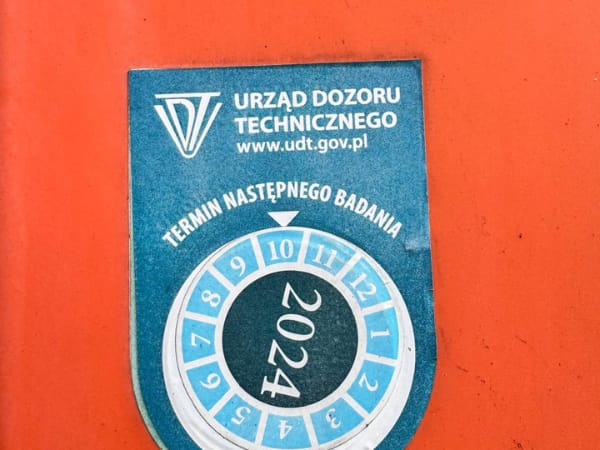 UDT
URZĄD DOZORU
TECHNICZNEGO
www.udt.gov.pl
TERMIN NASTĘPNEGO BADANIA
10 11 12 1 2 3 4 5 6 7 8 9
2024